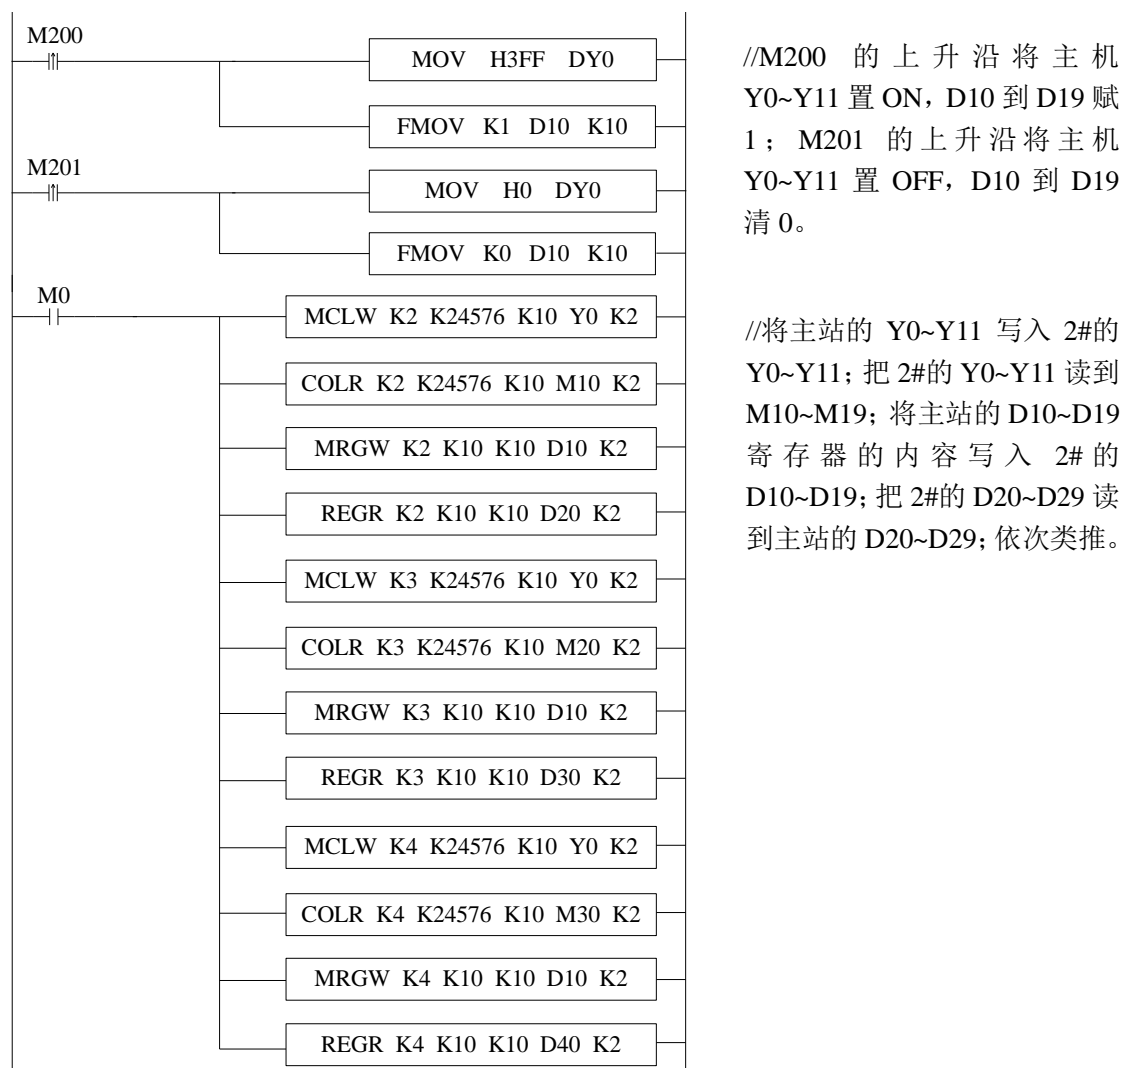 M200
MOV H3FF DY0
FMOV K1 D10 K10
M201
MOV H0 DY0
FMOV K0 D10 K10
M0
MCLW K2 K24576 K10 Y0 K2
COLR K2 K24576 K10 M10 K2
MRGW K2 K10 K10 D10 K2
REGR K2 K10 K10 D20 K2
MCLW K3 K24576 K10 Y0 K2
COLR K3 K24576 K10 M20 K2
MRGW K3 K10 K10 D10 K2
REGR K3 K10 K10 D30 K2
MCLW K4 K24576 K10 Y0 K2
COLR K4 K24576 K10 M30 K2
MRGW K4 K10 K10 D10 K2
REGR K4 K10 K10 D40 K2
//M200 的上升沿将主机
Y0~Y11 置 ON，D10 到 D19 赋
1；M201 的上升沿将主机
Y0~Y11 置 OFF，D10 到 D19
清 0。
//将主站的 Y0~Y11 写入 2#的
Y0~Y11；把 2#的 Y0~Y11 读到
M10~M19；将主站的 D10~D19
寄存器的内容写入 2#的
D10~D19；把 2#的 D20~D29 读
到主站的 D20~D29；依次类推。